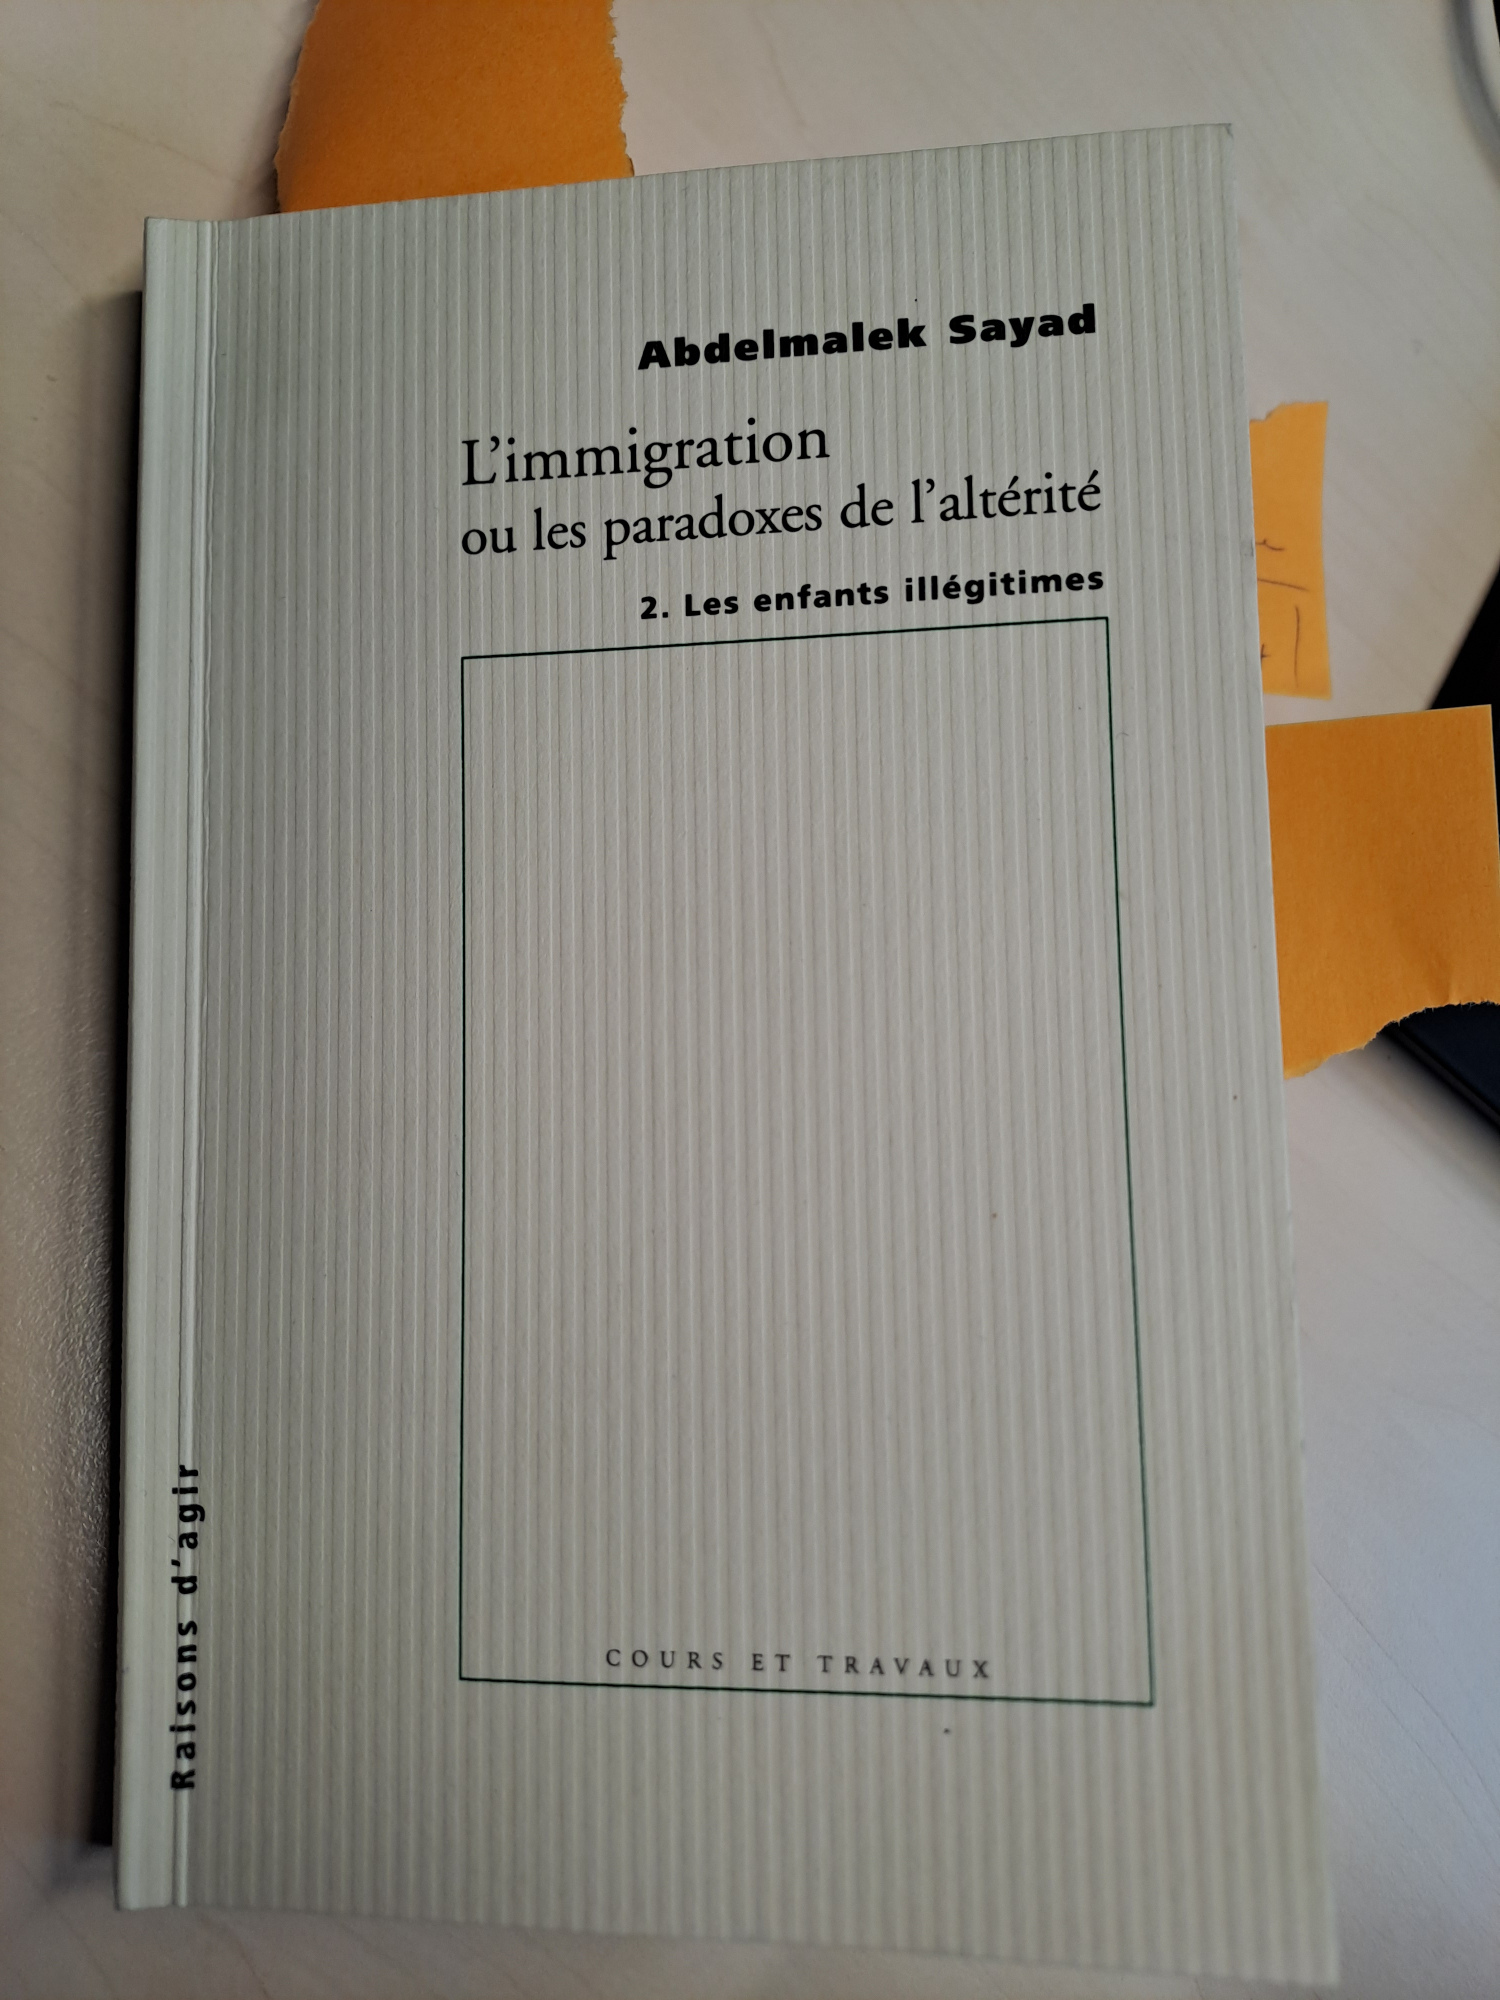 Abdelmalek Sayad
L'immigration
ou les paradoxes de l'altérité
2. Les enfants illégitimes
COURS ET TRAVAUX
Raisons d'agir